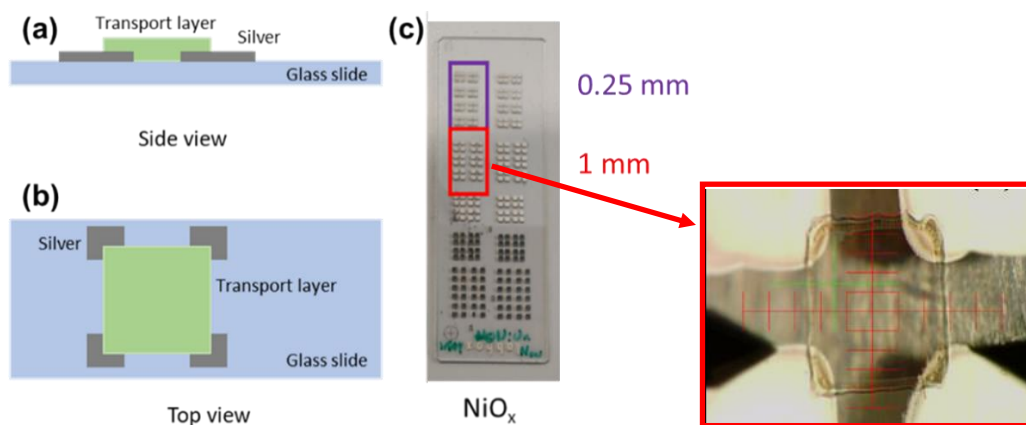 (a)
Transport layer
Silver
Glass slide
Side view
(b)
Silver
Transport layer
Glass slide
Top view
(c)
0.25 mm
1 mm
NiOₓ